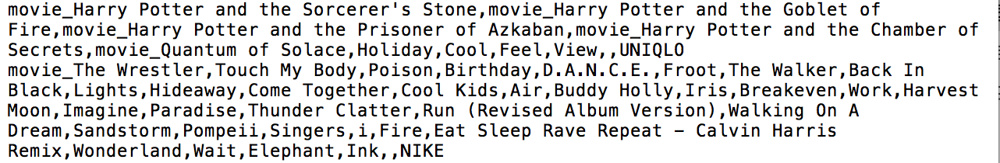 movie_Harry Potter and the Sorcerer's Stone,movie_Harry Potter and the Goblet of
Fire,movie_Harry Potter and the Prisoner of Azkaban,movie_Harry Potter and the Chamber of
Secrets,movie_Quantum of Solace,Holiday,Cool,Feel,View,,UNIQLO
movie_The Wrestler,Touch My Body,Poison,Birthday,D.A.N.C.E.,Froot,The Walker,Back In
Black,Lights,Hideaway,Come Together,Cool Kids,Air,Buddy Holly,Iris,Breakeven,Work,Harvest
Moon,Imagine,Paradise,Thunder Clatter,Run (Revised Album Version),Walking On A
Dream,Sandstorm,Pompeii,Singers,i,Fire,Eat Sleep Rave Repeat – Calvin Harris
Remix,Wonderland,Wait,Elephant,Ink,,NIKE